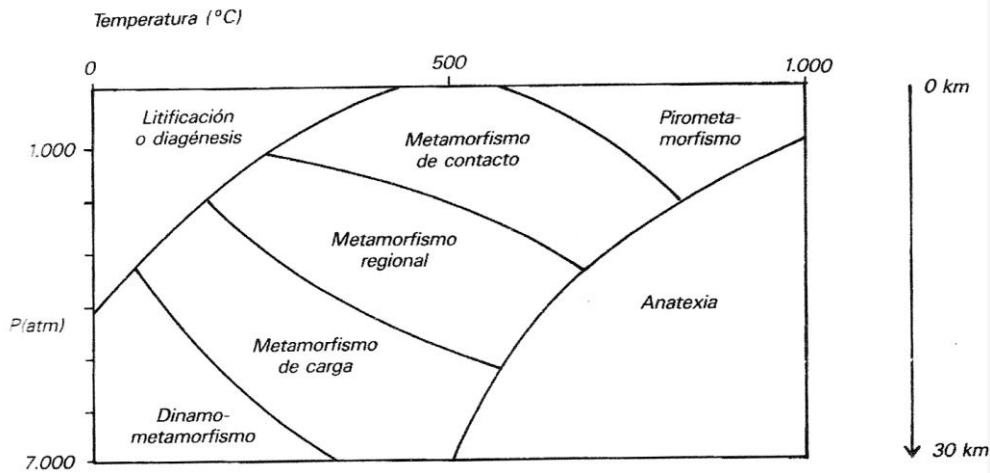 Temperatura (°C)
0
500
1.000
0 km
Litificación
o diagénesis
Metamorfismo
de contacto
Pirometa-
morfismo
1.000
Metamorfismo
regional
Anatexia
P(atm)
Metamorfismo
de carga
Dinamo-
metamorfismo
7.000
30 km